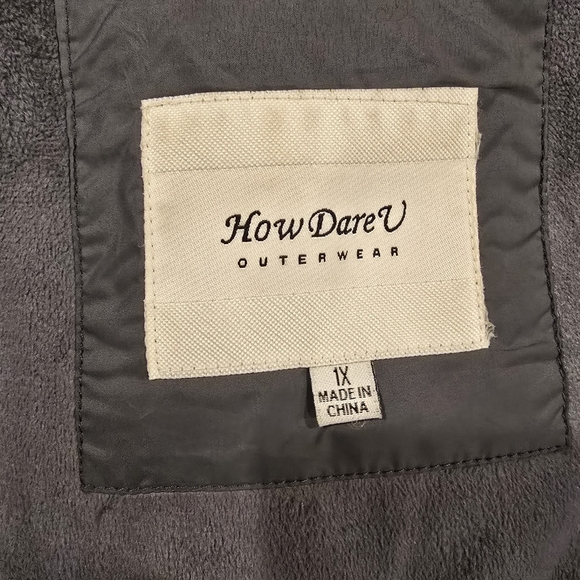 How Dare U
OUTERWEAR
1X
MADE IN
CHINA